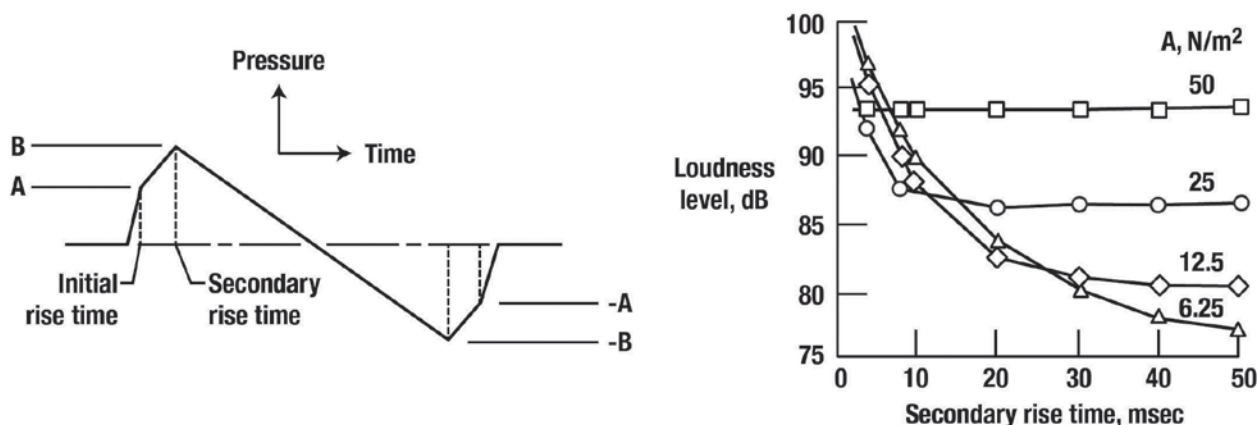 Pressure
Time
B
A
Initial
rise time
Secondary
rise time
-A
-B
100
95
90
85
80
75
Loudness
level, dB
A, N/m²
50
25
12.5
6.25
0 10 20 30 40 50
Secondary rise time, msec